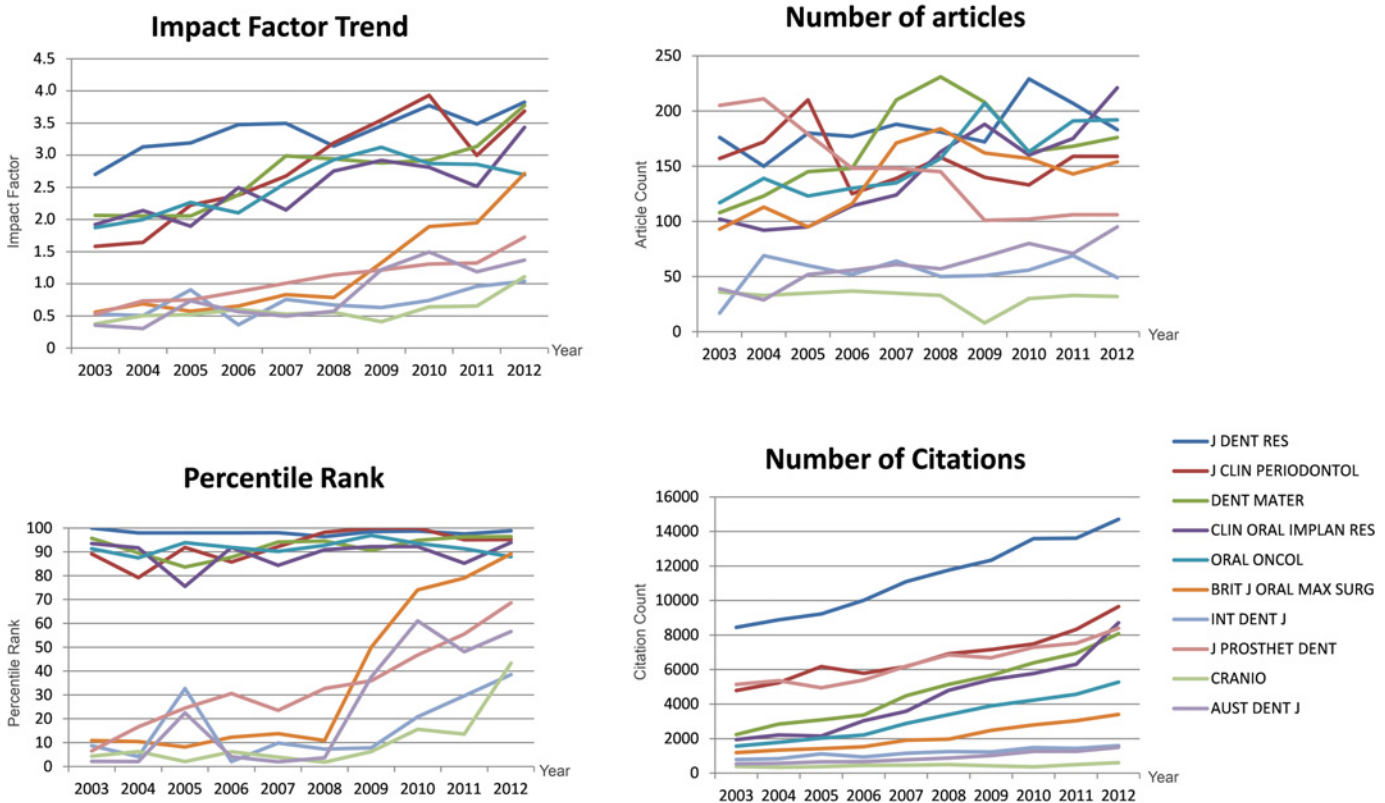 Impact Factor Trend
4.5
4.0
3.5
3.0
2.5
2.0
1.5
1.0
0.5
0
Impact Factor
2003 2004 2005 2006 2007 2008 2009 2010 2011 2012
Year
Number of articles
250
200
150
100
50
0
Article Count
2003 2004 2005 2006 2007 2008 2009 2010 2011 2012
Year
Percentile Rank
100
90
80
70
60
50
40
30
20
10
0
Percentile Rank
2003 2004 2005 2006 2007 2008 2009 2010 2011 2012
Year
Number of Citations
16000
14000
12000
10000
8000
6000
4000
2000
0
Citation Count
2003 2004 2005 2006 2007 2008 2009 2010 2011 2012
Year
J DENT RES
J CLIN PERIODONTOL
DENT MATER
CLIN ORAL IMPLAN RES
ORAL ONCOL
BRIT J ORAL MAX SURG
INT DENT J
J PROSTHET DENT
CRANIO
AUST DENT J